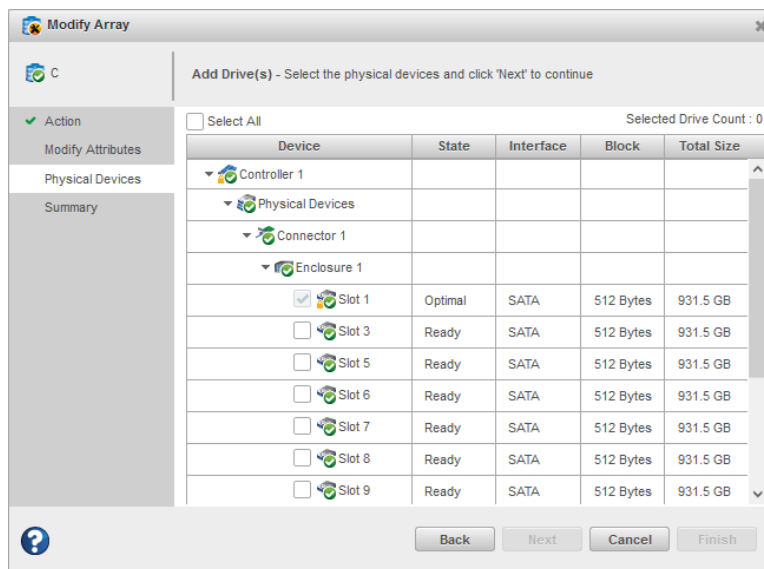 Modify Array
C
Add Drive(s) - Select the physical devices and click 'Next' to continue
Action
Modify Attributes
Physical Devices
Summary
Select All
Selected Drive Count : 0
Device State Interface Block Total Size
Controller 1
Physical Devices
Connector 1
Enclosure 1
Slot 1 Optimal SATA 512 Bytes 931.5 GB
Slot 3 Ready SATA 512 Bytes 931.5 GB
Slot 5 Ready SATA 512 Bytes 931.5 GB
Slot 6 Ready SATA 512 Bytes 931.5 GB
Slot 7 Ready SATA 512 Bytes 931.5 GB
Slot 8 Ready SATA 512 Bytes 931.5 GB
Slot 9 Ready SATA 512 Bytes 931.5 GB
? Back Next Cancel Finish